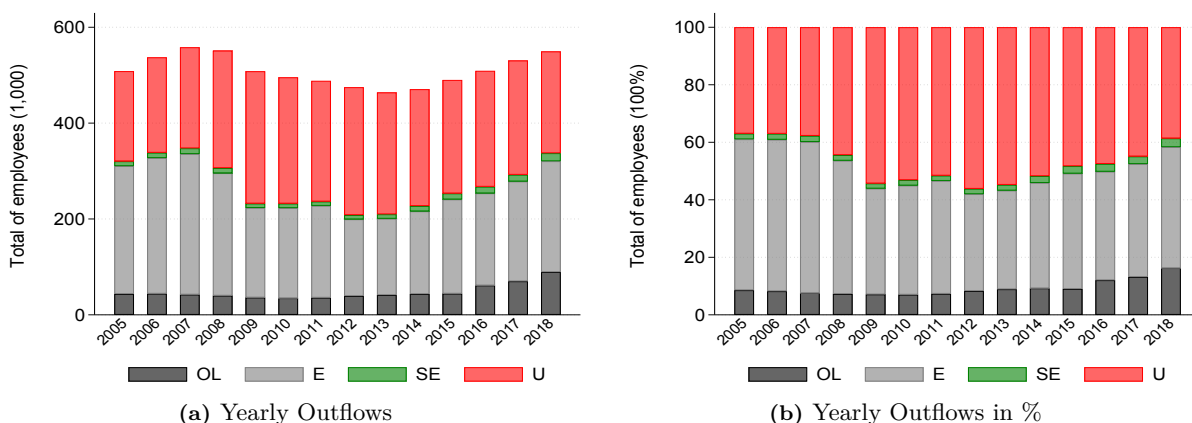 Total of employees (1,000)
600
400
200
0
2005 2006 2007 2008 2009 2010 2011 2012 2013 2014 2015 2016 2017 2018
OL E SE U
(a) Yearly Outflows
Total of employees (100%)
100
80
60
40
20
0
2005 2006 2007 2008 2009 2010 2011 2012 2013 2014 2015 2016 2017 2018
OL E SE U
(b) Yearly Outflows in %